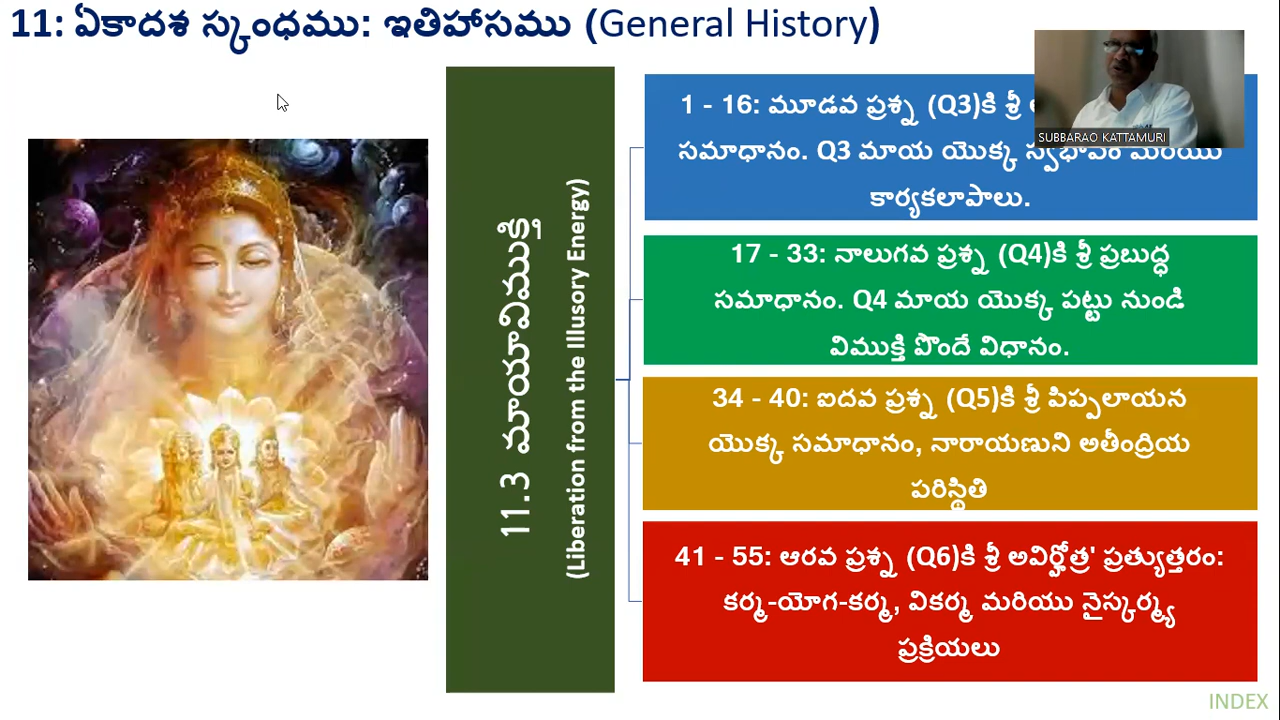 11: ఏకాదశ స్కంధము: ఇతిహాసము (General History)
11.3 మాయావిముక్తి
(Liberation from the Illusory Energy)
1 - 16: మూడవ ప్రశ్న (Q3)కి శ్రీ
సమాధానం. Q3 మాయ యొక్క స్వభావం మరియు
కార్యకలాపాలు.
SUBBARAO KATTAMURI
17 - 33: నాలుగవ ప్రశ్న (Q4)కి శ్రీ ప్రబుద్ధ
సమాధానం. Q4 మాయ యొక్క పట్టు నుండి
విముక్తి పొందే విధానం.
34 - 40: ఐదవ ప్రశ్న (Q5)కి శ్రీ పిప్పలాయన
యొక్క సమాధానం, నారాయణుని అతీంద్రియ
పరిస్థితి
41 - 55: ఆరవ ప్రశ్న (Q6)కి శ్రీ అవిర్హోత్ర' ప్రత్యుత్తరం:
కర్మ-యోగ-కర్మ, వికర్మ మరియు నైస్కర్మ్య
ప్రక్రియలు
INDEX